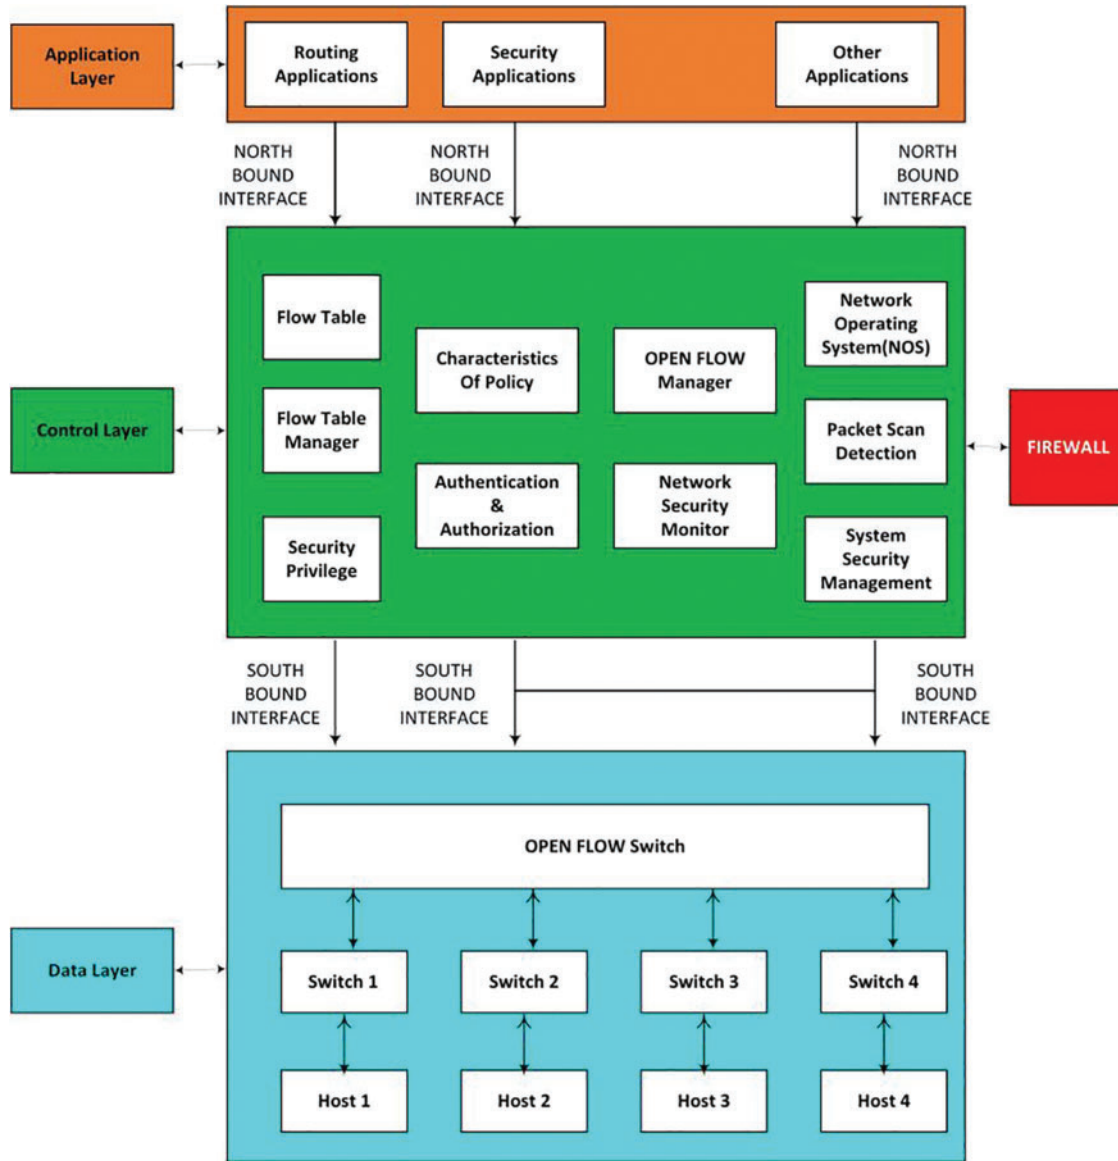 Application
Layer
Routing
Applications
Security
Applications
Other
Applications
NORTH
BOUND
INTERFACE
NORTH
BOUND
INTERFACE
NORTH
BOUND
INTERFACE
Control Layer
Flow Table
Flow Table
Manager
Security
Privilege
Characteristics
Of Policy
Authentication
&
Authorization
OPEN FLOW
Manager
Network
Security
Monitor
Network
Operating
System(NOS)
Packet Scan
Detection
System
Security
Management
FIREWALL
SOUTH
BOUND
INTERFACE
SOUTH
BOUND
INTERFACE
SOUTH
BOUND
INTERFACE
Data Layer
OPEN FLOW Switch
Switch 1
Switch 2
Switch 3
Switch 4
Host 1
Host 2
Host 3
Host 4